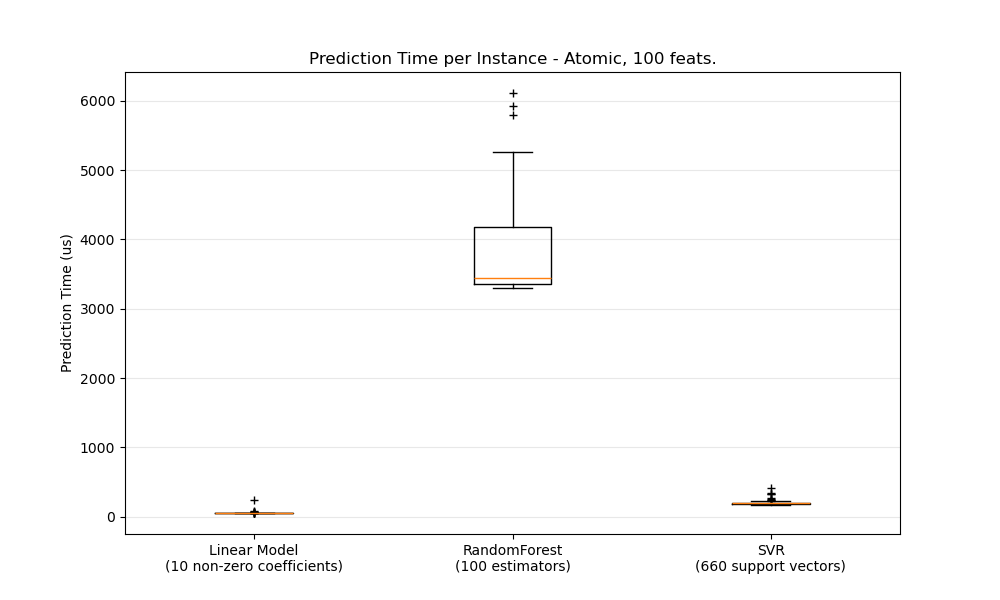 Prediction Time per Instance - Atomic, 100 feats.
Prediction Time (us)
6000
5000
4000
3000
2000
1000
0
Linear Model
(10 non-zero coefficients)
RandomForest
(100 estimators)
SVR
(660 support vectors)